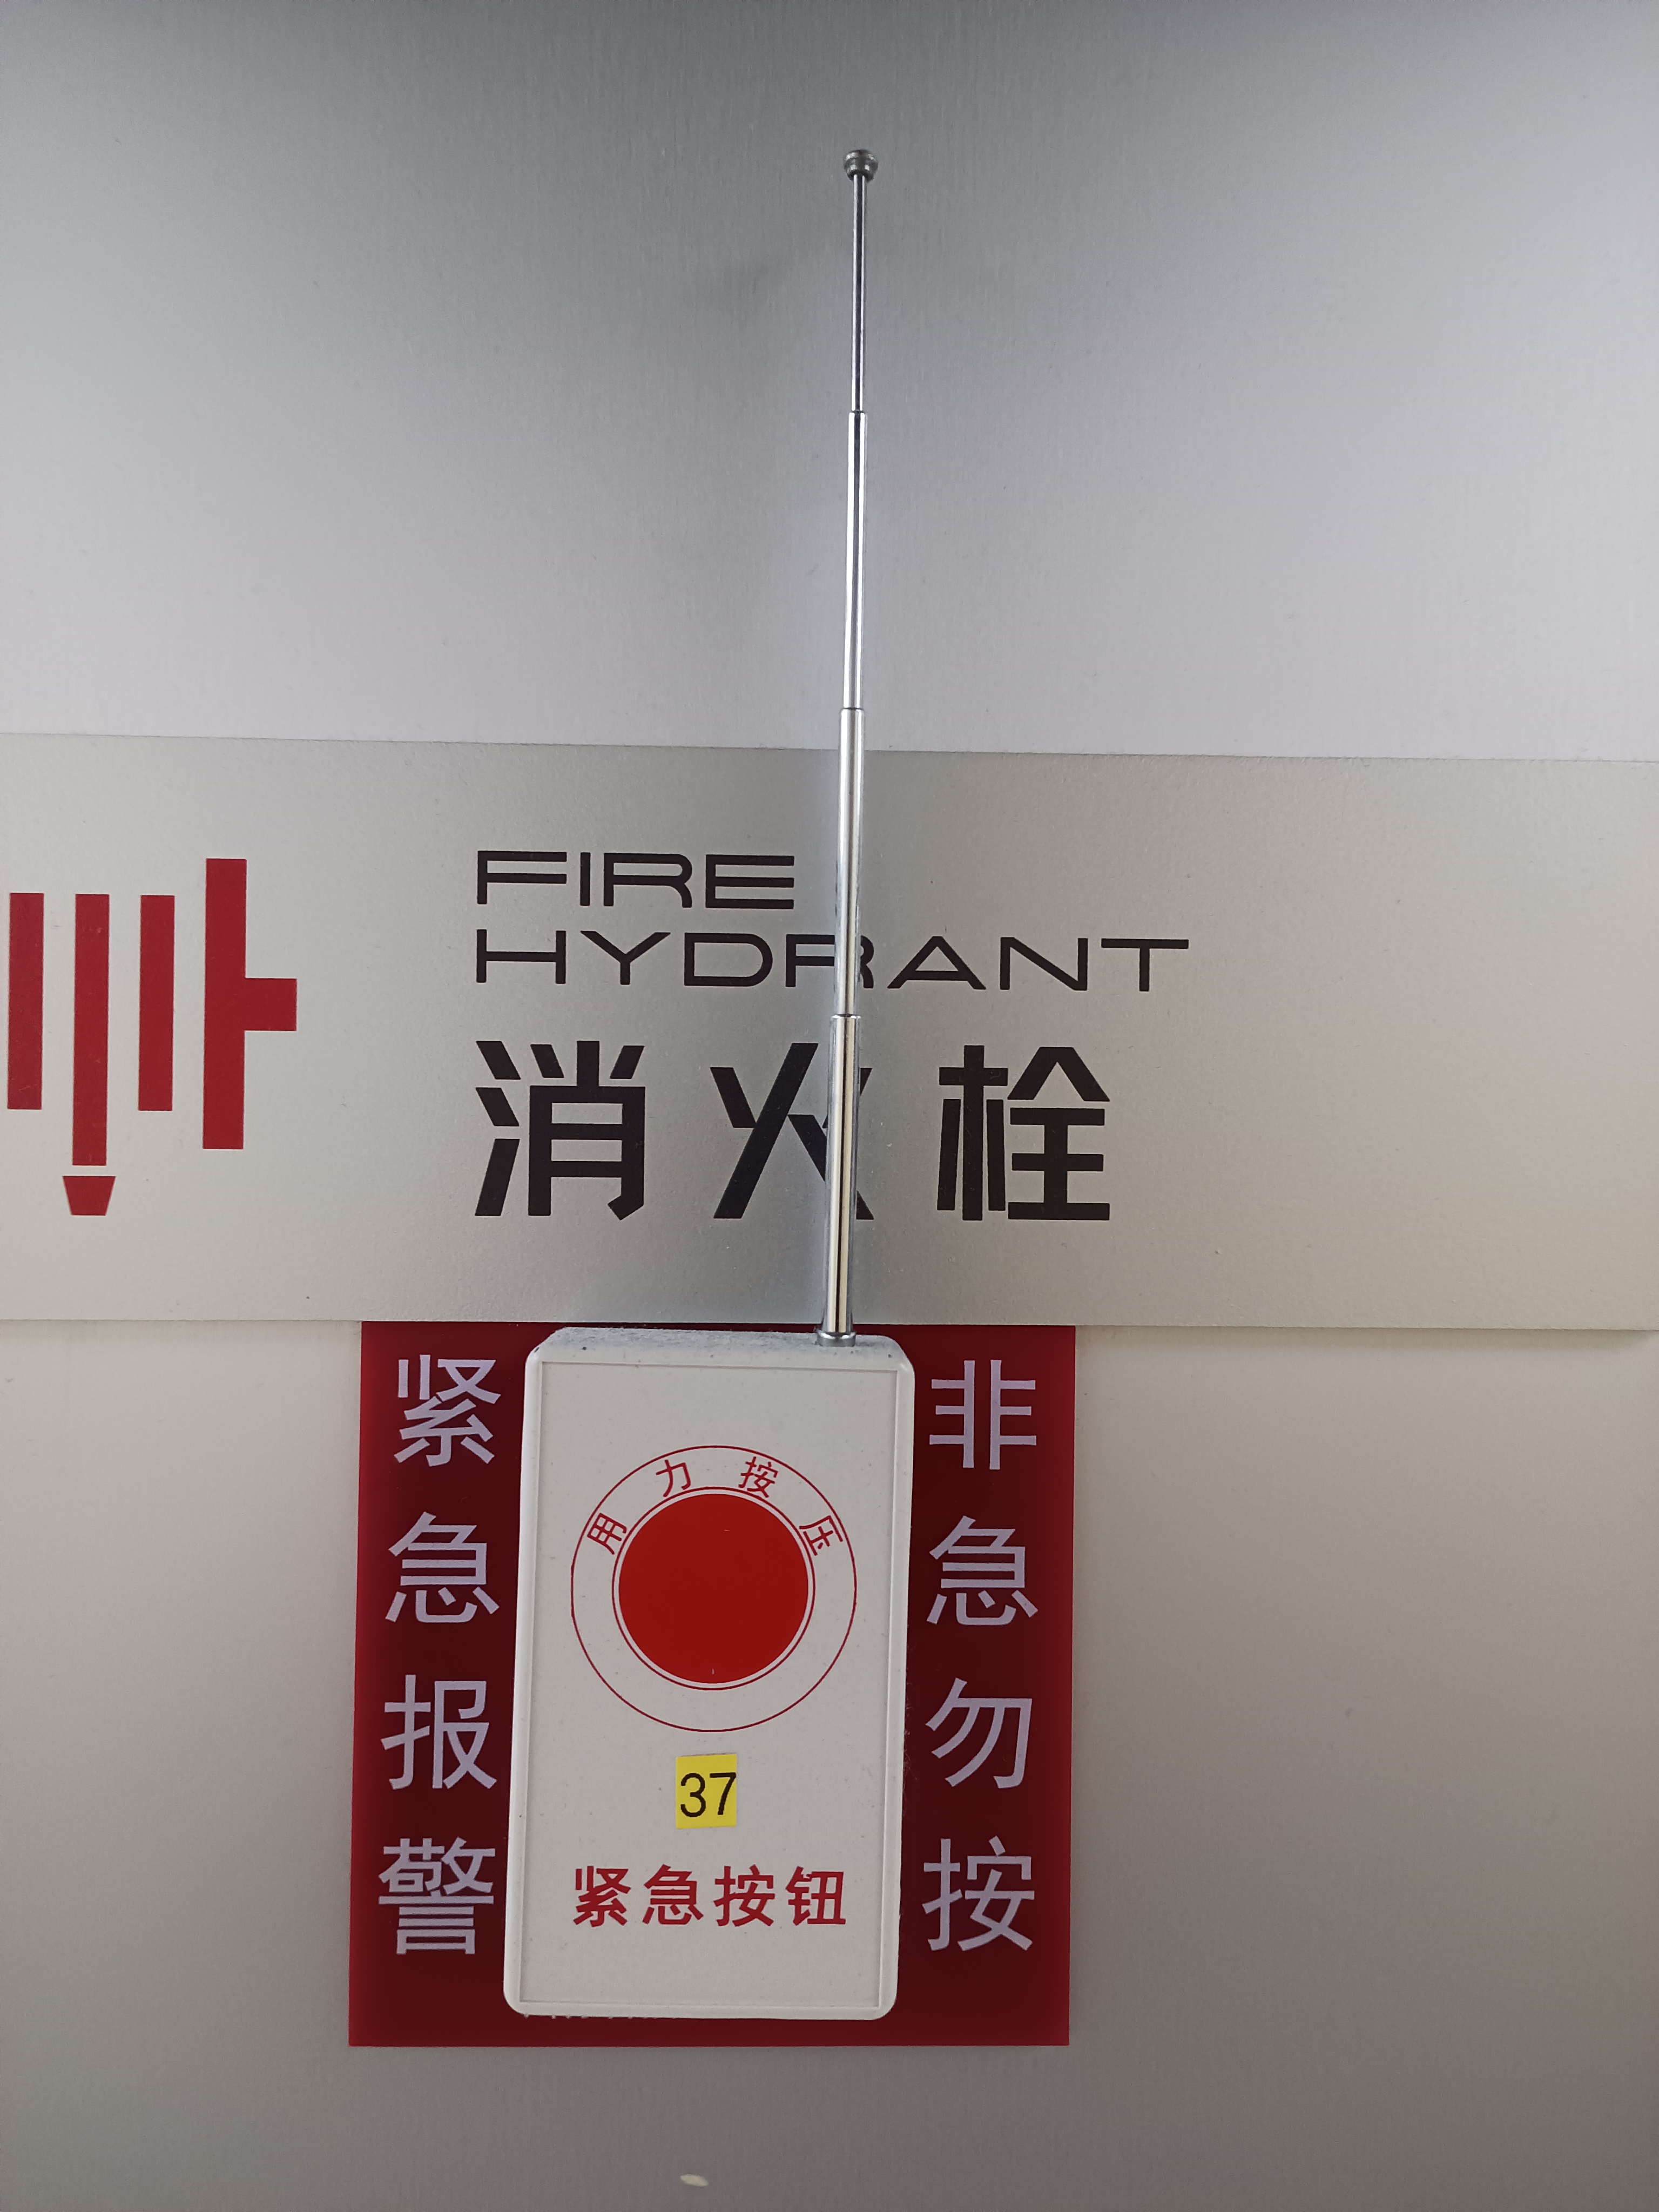 FIRE
HYDRANT
消火栓
紧急报警
用力按压
37
紧急按钮
非急勿按